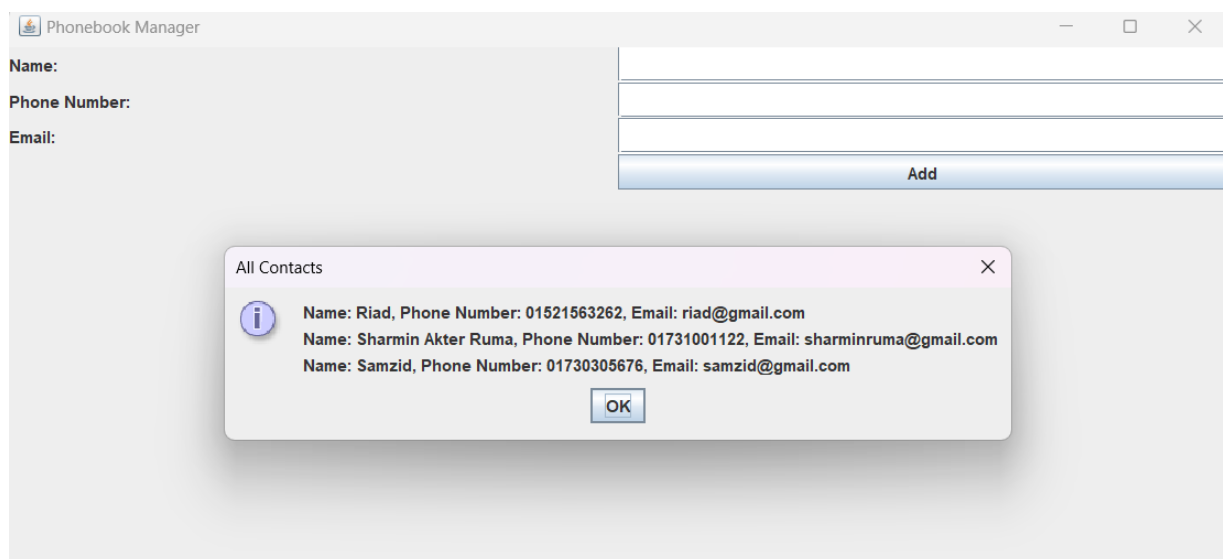 Phonebook Manager
Name:
Phone Number:
Email:
Add
All Contacts
i
Name: Riad, Phone Number: 01521563262, Email: riad@gmail.com
Name: Sharmin Akter Ruma, Phone Number: 01731001122, Email: sharminruma@gmail.com
Name: Samzid, Phone Number: 01730305676, Email: samzid@gmail.com
OK